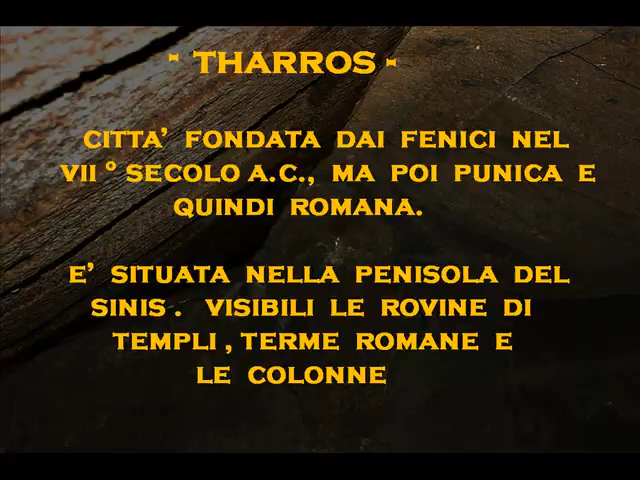 - THARROS -
CITTA' FONDATA DAI FENICI NEL
VII° SECOLO A.C., MA POI PUNICA E
QUINDI ROMANA.
E' SITUATA NELLA PENISOLA DEL
SINIS. VISIBILI LE ROVINE DI
TEMPLI, TERME ROMANE E
LE COLONNE